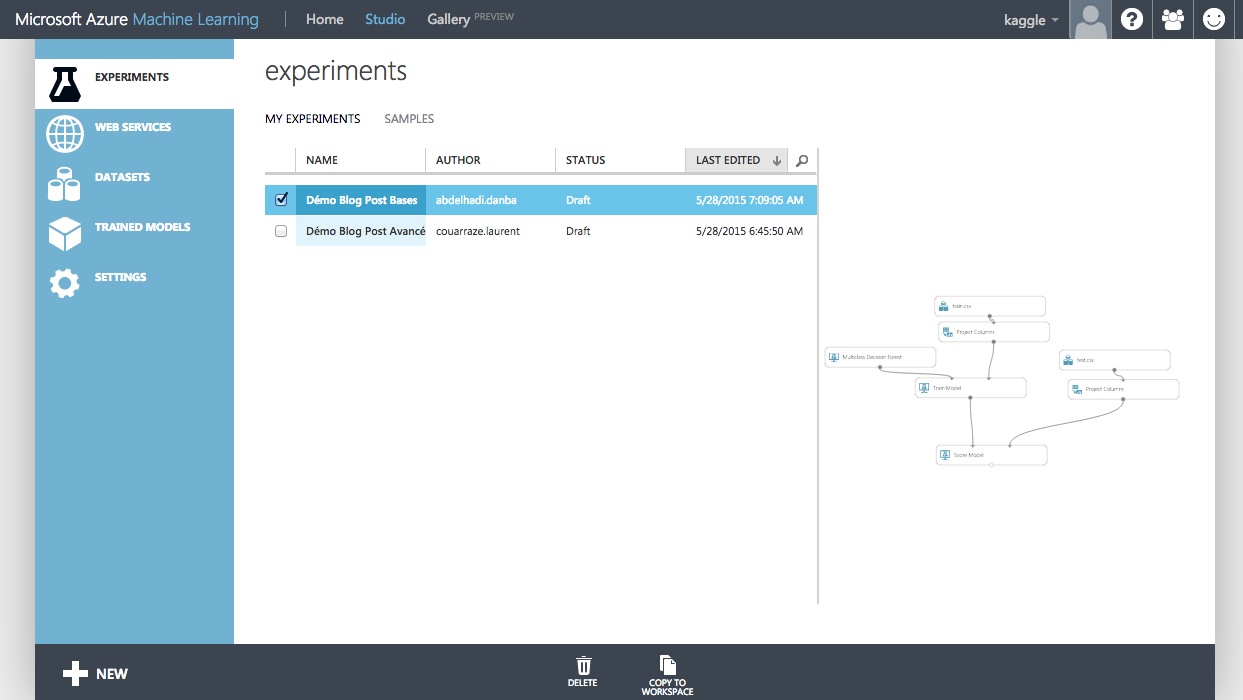 Microsoft Azure Machine Learning
Home
Studio
Gallery PREVIEW
kaggle
EXPERIMENTS
WEB SERVICES
DATASETS
TRAINED MODELS
SETTINGS
experiments
MY EXPERIMENTS
SAMPLES
NAME
AUTHOR
STATUS
LAST EDITED
Démo Blog Post Bases
abdelhadi.danba
Draft
5/28/2015 7:09:05 AM
Démo Blog Post Avancé
couarraze.laurent
Draft
5/28/2015 6:45:50 AM
train.csv
Project Columns
Multiclass Decision Forest
test.csv
Train Model
Project Columns
Score Model
NEW
DELETE
COPY TO
WORKSPACE